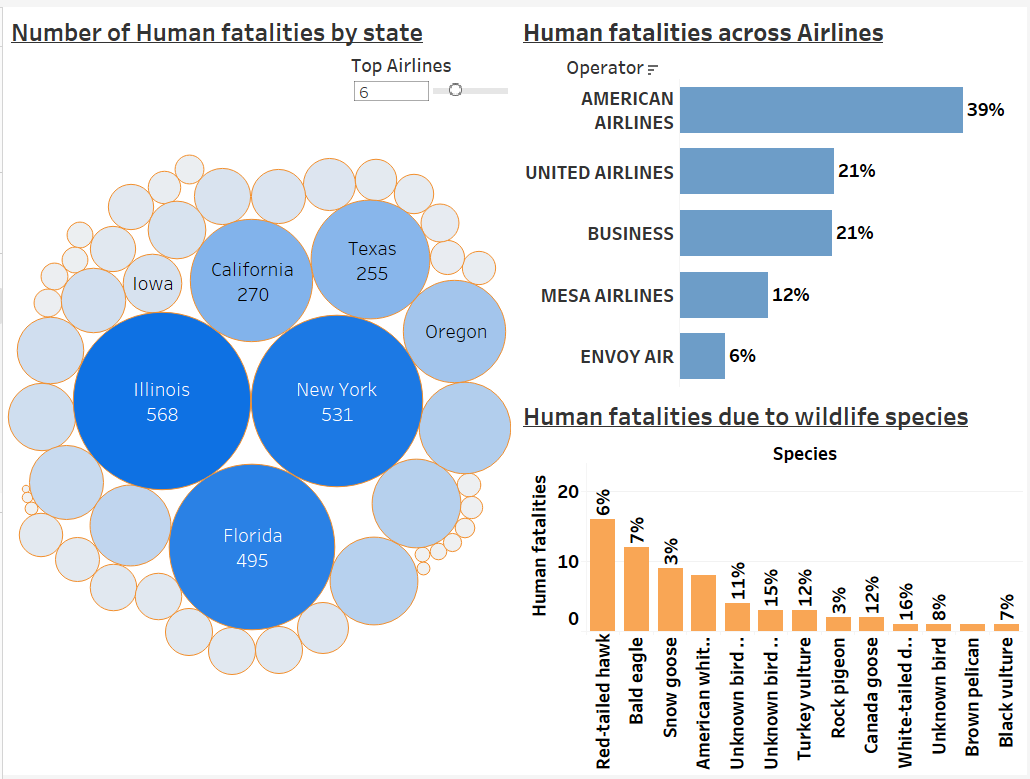 Number of Human fatalities by state
Top Airlines
6
California
270
Texas
255
Iowa
Oregon
Illinois
568
New York
531
Florida
495
Human fatalities across Airlines
Operator
AMERICAN
AIRLINES
39%
UNITED AIRLINES
21%
BUSINESS
21%
MESA AIRLINES
12%
ENVOY AIR
6%
Human fatalities due to wildlife species
Species
Human fatalities
20
10
0
6%
7%
3%
11%
15%
12%
3%
12%
16%
8%
7%
Red-tailed hawk
Bald eagle
Snow goose
American whit..
Unknown bird ..
Unknown bird ..
Turkey vulture
Rock pigeon
Canada goose
White-tailed d..
Unknown bird
Brown pelican
Black vulture